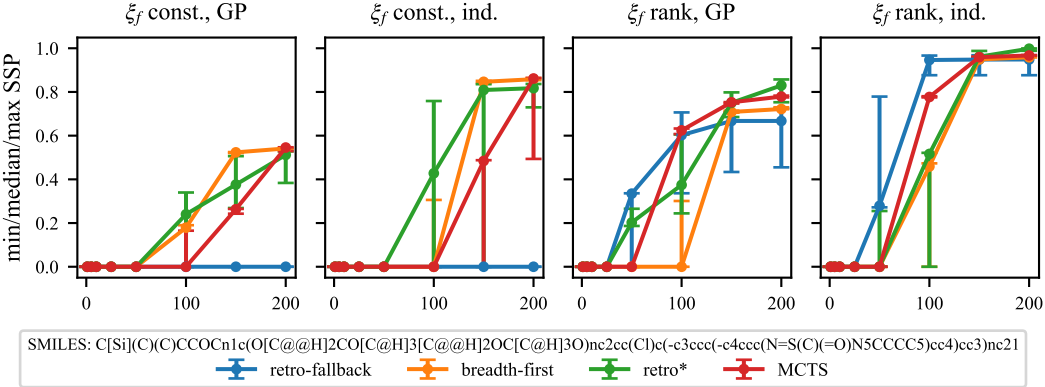 ξf const., GP ξf const., ind. ξf rank, GP ξf rank, ind.
min/median/max SSP
1.0
0.8
0.6
0.4
0.2
0.0
0 100 200 0 100 200 0 100 200 0 100 200
SMILES: C[Si](C)(C)CCOCn1c(O[C@@H]2CO[C@H]3[C@@H]2OC[C@H]3O)nc2cc(Cl)c(-c3ccc(-c4ccc(N=S(C)(=O)N5CCCC5)cc4)cc3)nc21
retro-fallback breadth-first retro* MCTS